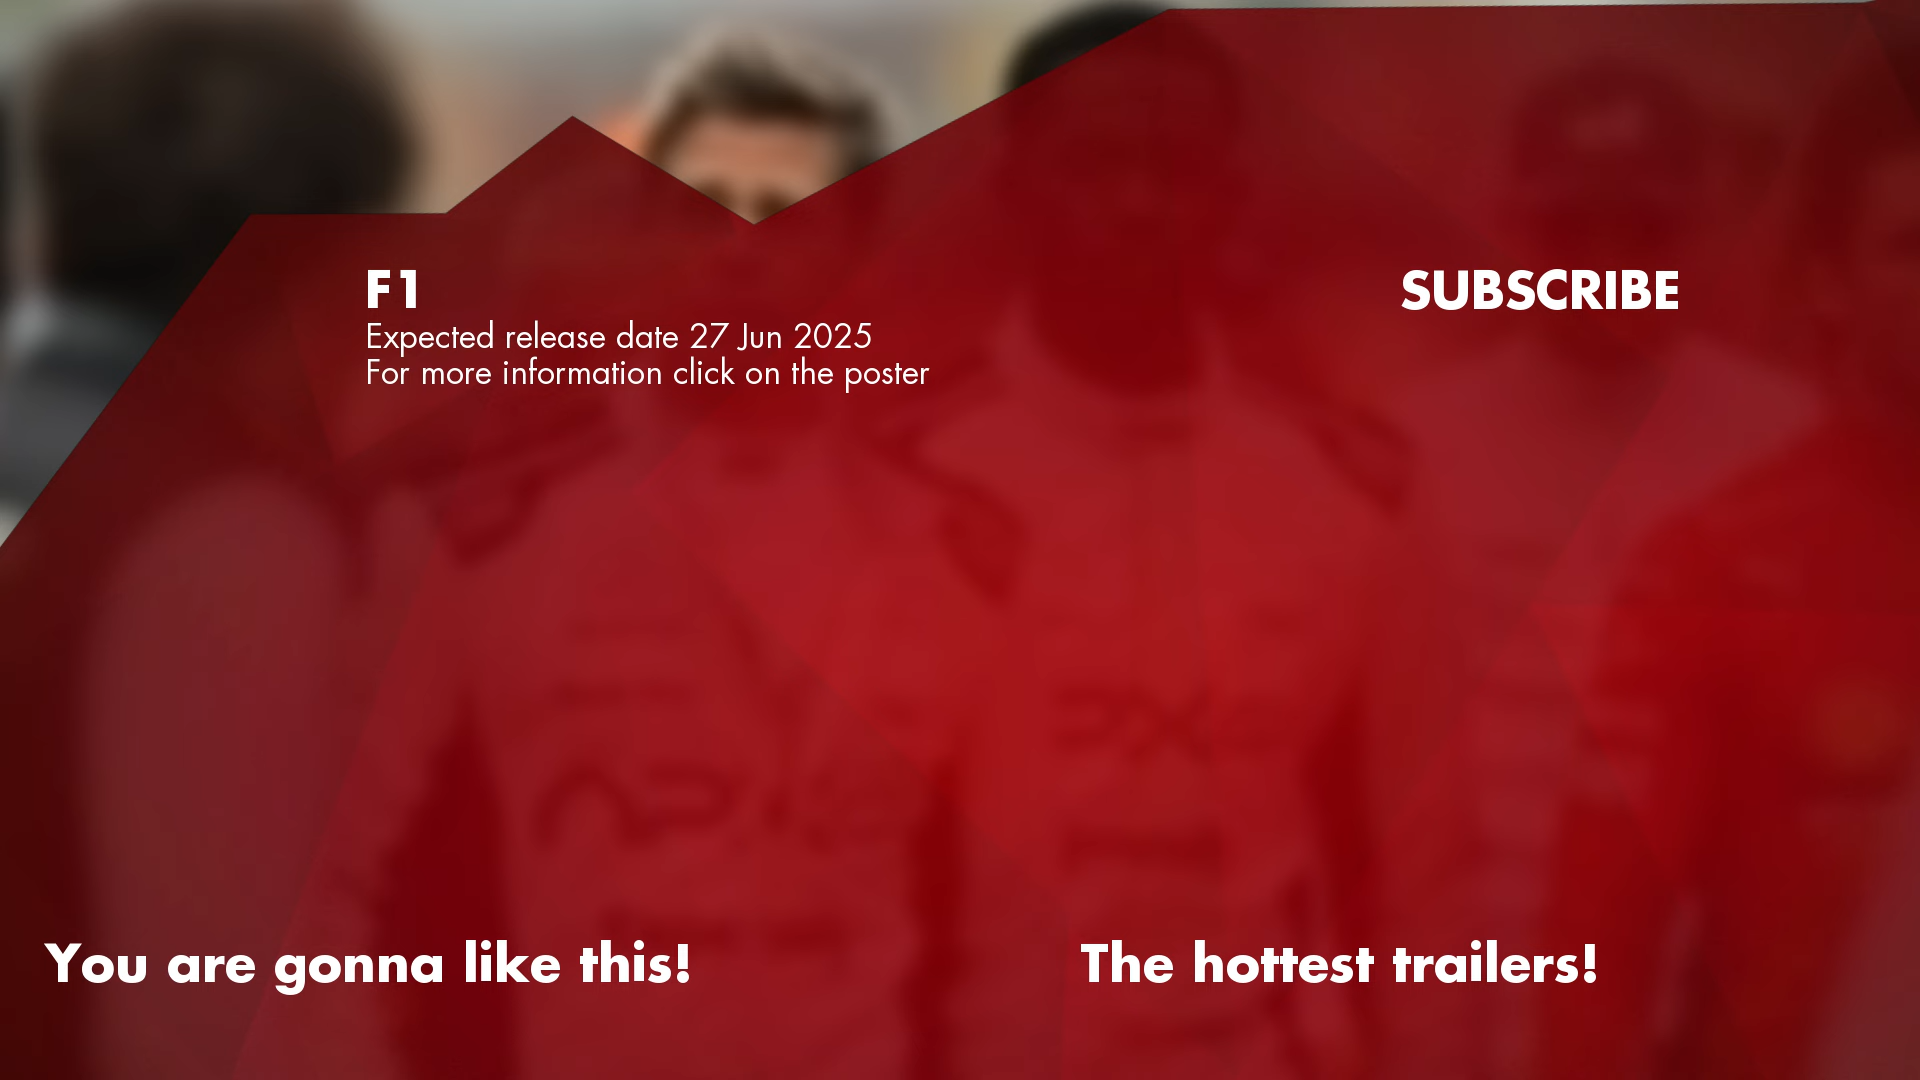 F1
Expected release date 27 Jun 2025
For more information click on the poster
SUBSCRIBE
You are gonna like this!
The hottest trailers!